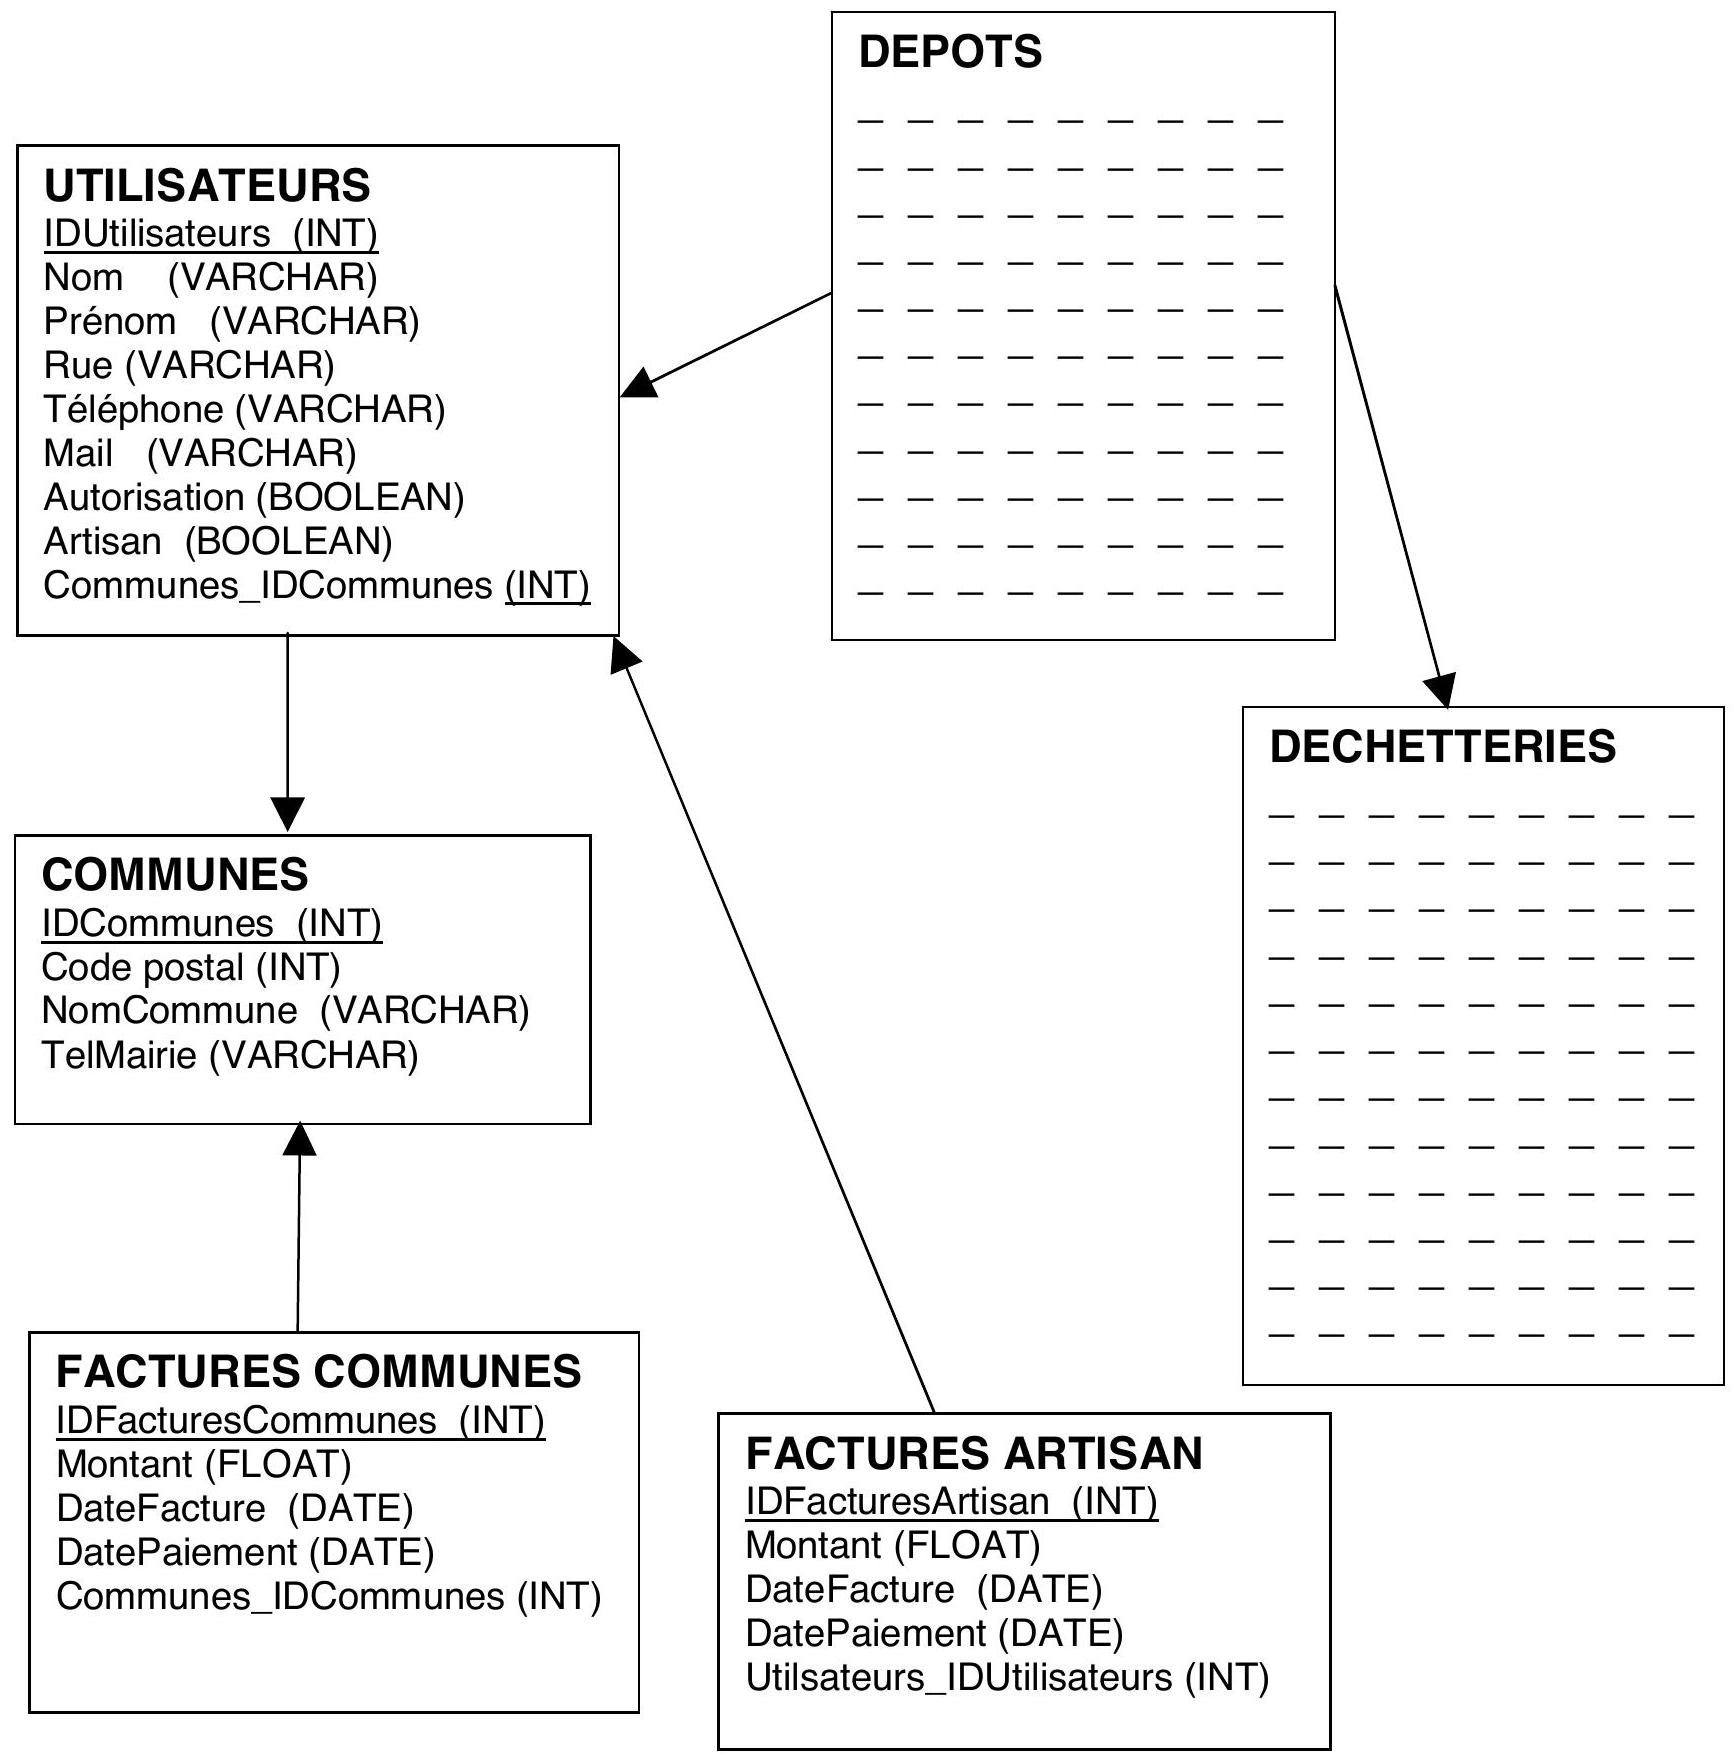 DEPOTS
UTILISATEURS
IDUtilisateurs (INT)
Nom (VARCHAR)
Prénom (VARCHAR)
Rue (VARCHAR)
Téléphone (VARCHAR)
Mail (VARCHAR)
Autorisation (BOOLEAN)
Artisan (BOOLEAN)
Communes_IDCommunes (INT)
DECHETTERIES
COMMUNES
IDCommunes (INT)
Code postal (INT)
NomCommune (VARCHAR)
TelMairie (VARCHAR)
FACTURES COMMUNES
IDFacturesCommunes (INT)
Montant (FLOAT)
DateFacture (DATE)
DatePaiement (DATE)
Communes_IDCommunes (INT)
FACTURES ARTISAN
IDFacturesArtisan (INT)
Montant (FLOAT)
DateFacture (DATE)
DatePaiement (DATE)
Utilsateurs_IDUtilisateurs (INT)